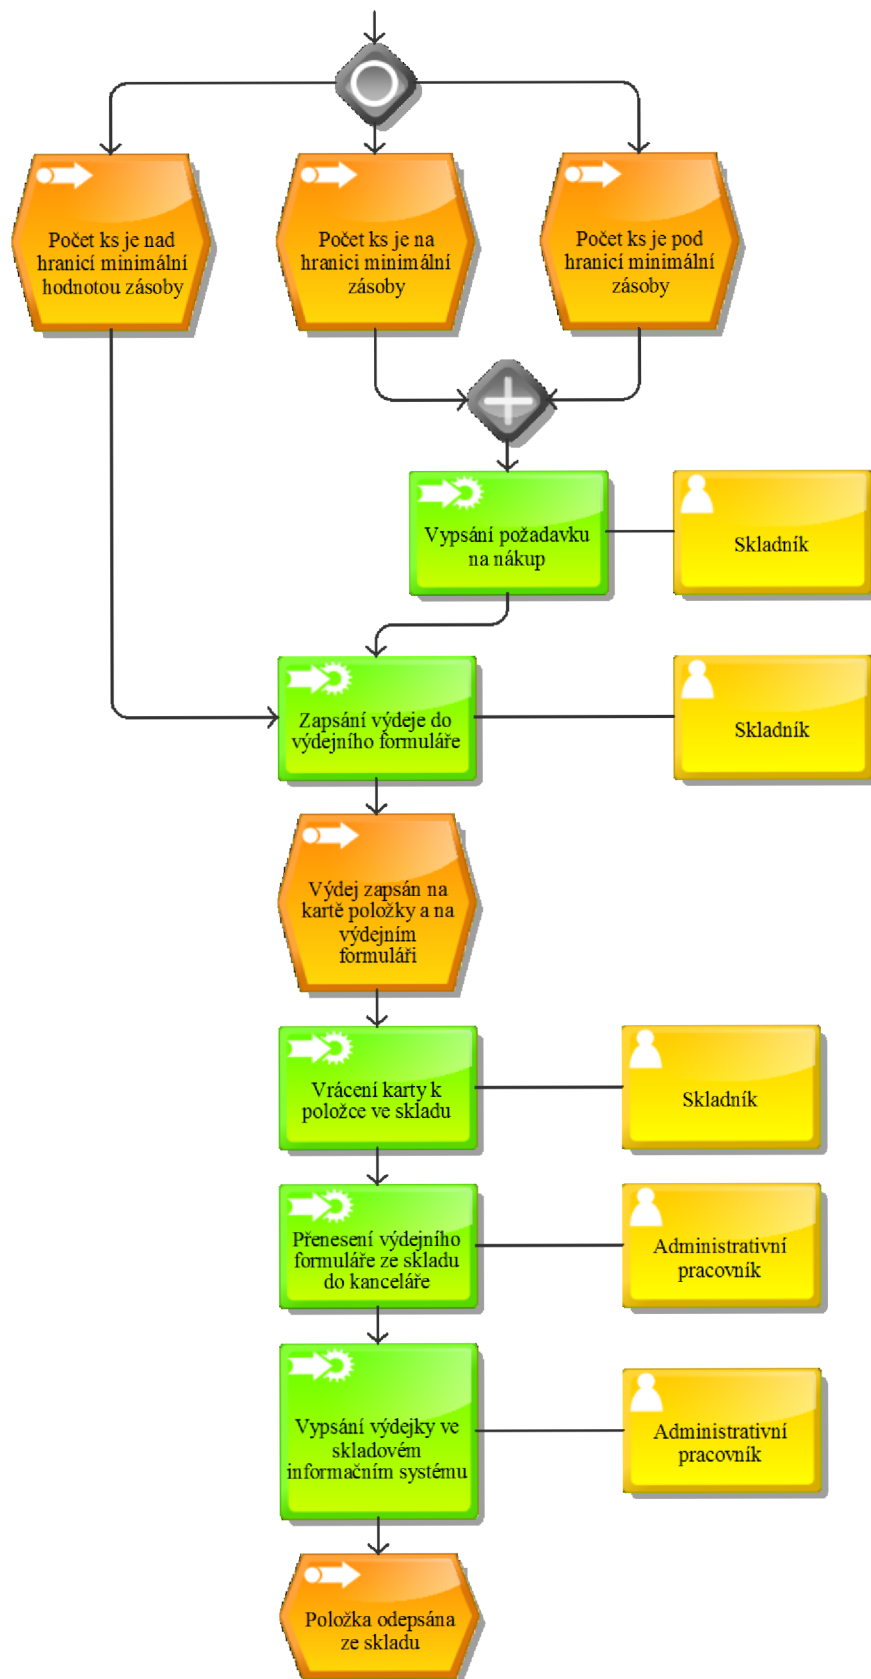 Počet ks je nad
hranicí minimální
hodnotou zásoby
Počet ks je na
hranici minimální
zásoby
Počet ks je pod
hranicí minimální
zásoby
Vypsání požadavku
na nákup
Skladník
Zapsání výdeje do
výdejního formuláře
Skladník
Výdej zapsán na
kartě položky a na
výdejním
formuláři
Vrácení karty k
položce ve skladu
Skladník
Přenesení výdejního
formuláře ze skladu
do kanceláře
Administrativní
pracovník
Vypsání výdejky ve
skladovém
informačním systému
Administrativní
pracovník
Položka odepsána
ze skladu